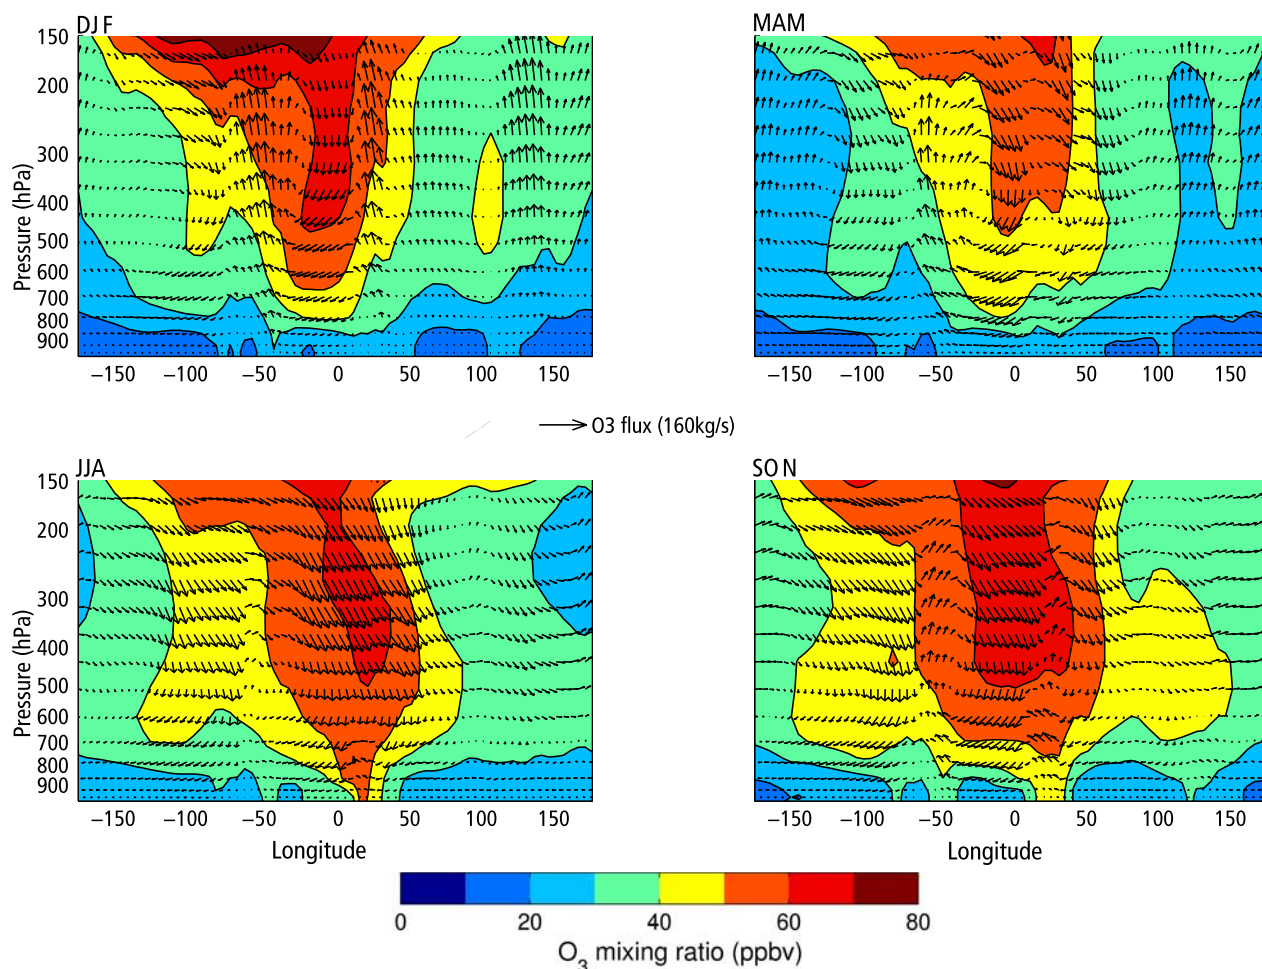 DJF
MAM
150
200
300
400
500
600
700
800
900
Pressure (hPa)
−150 −100 −50 0 50 100 150
−150 −100 −50 0 50 100 150
O3 flux (160kg/s)
JJA
SON
150
200
300
400
500
600
700
800
900
Pressure (hPa)
−150 −100 −50 0 50 100 150
−150 −100 −50 0 50 100 150
Longitude
Longitude
0 20 40 60 80
O₃ mixing ratio (ppbv)